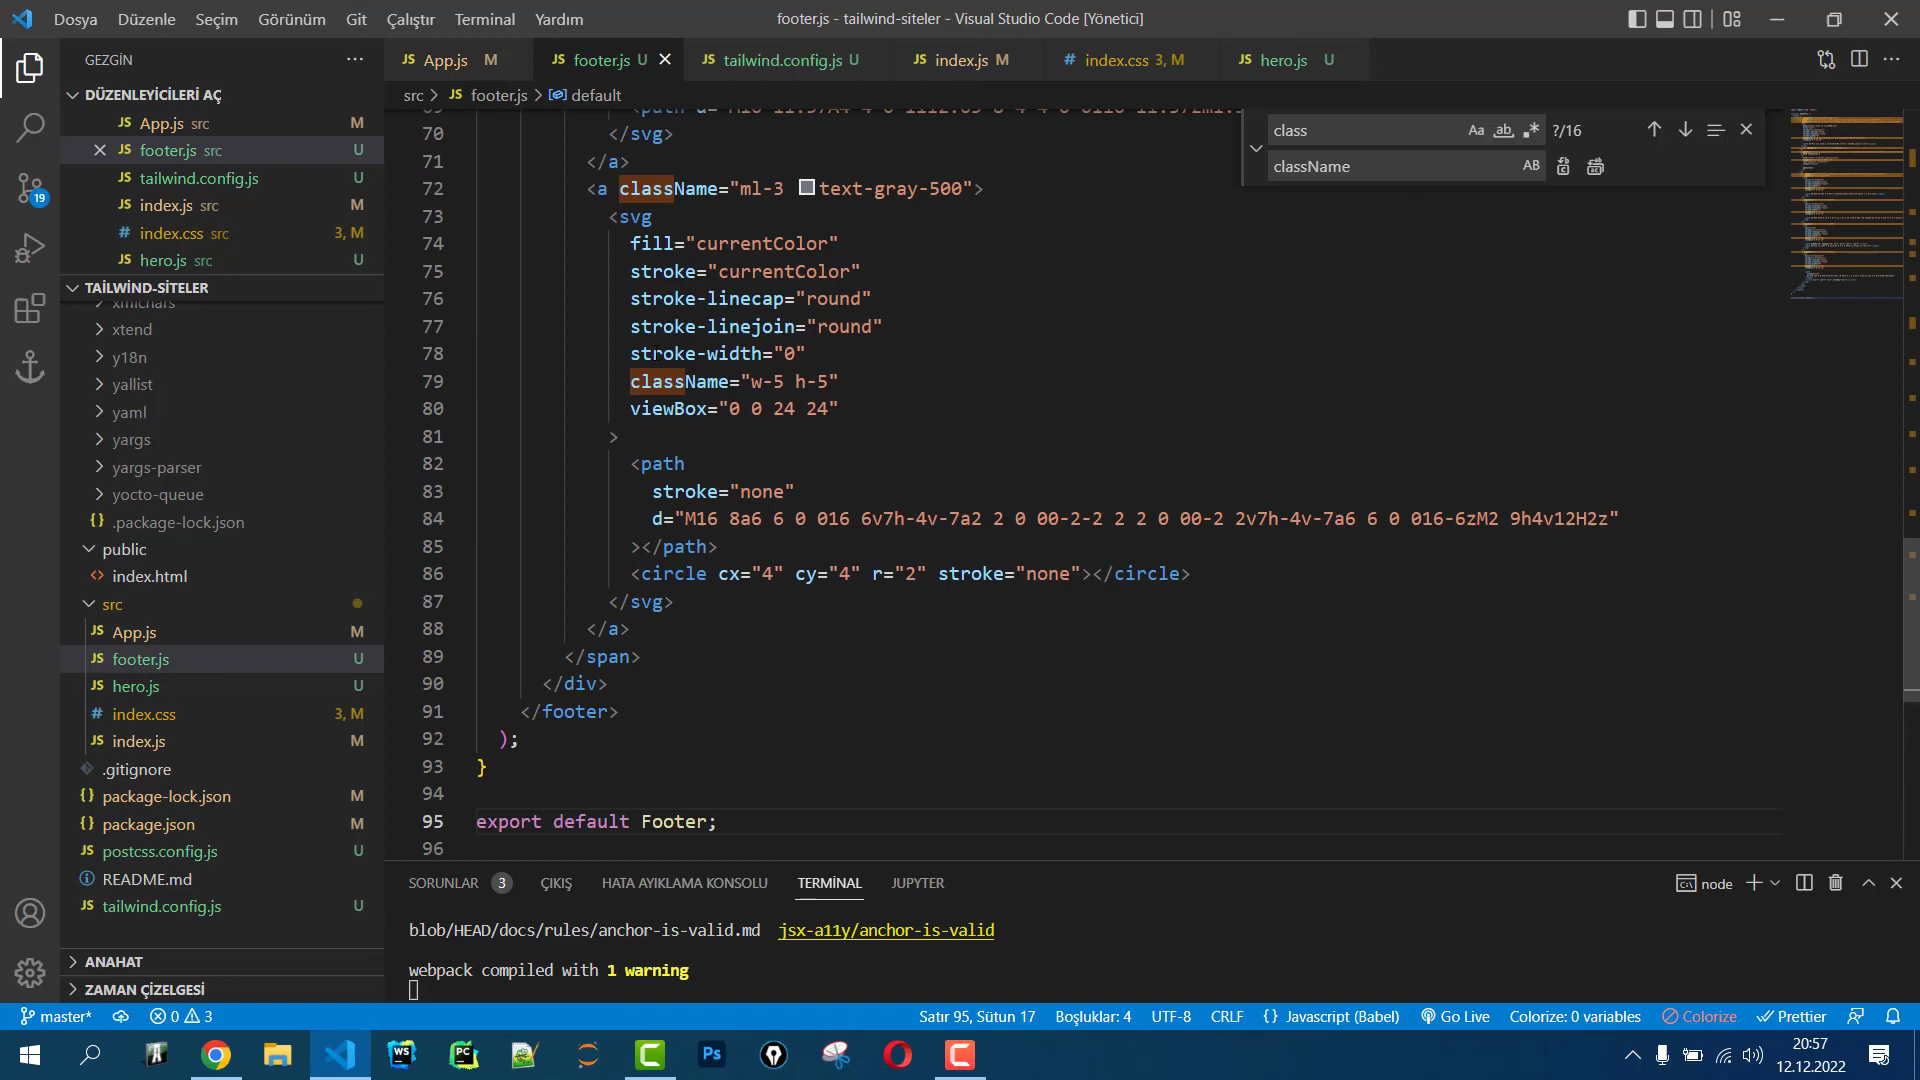 Dosya Düzenle Seçim Görünüm Git Çalıştır Terminal Yardım
footer.js - tailwind-siteler - Visual Studio Code [Yönetici]
GEZGİN
App.js M footer.js U tailwind.config.js U index.js M index.css 3, M hero.js U
DÜZENLEYİCİLERİ AÇ
src > footer.js > default
App.js src M
footer.js src U
tailwind.config.js U
index.js src M
index.css src 3, M
hero.js src U
class Aa ab ?/16
className AB
TAİLWİND-SİTELER
xmlchars
xtend
y18n
yallist
yaml
yargs
yargs-parser
yocto-queue
.package-lock.json
public
index.html
src
App.js M
footer.js U
hero.js U
index.css 3, M
index.js M
.gitignore
package-lock.json M
package.json M
postcss.config.js U
README.md
tailwind.config.js U
ANAHAT
ZAMAN ÇİZELGESİ
19
70 </svg>
71 </a>
72 <a className="ml-3 text-gray-500">
73 <svg
74 fill="currentColor"
75 stroke="currentColor"
76 stroke-linecap="round"
77 stroke-linejoin="round"
78 stroke-width="0"
79 className="w-5 h-5"
80 viewBox="0 0 24 24"
81 >
82 <path
83 stroke="none"
84 d="M16 8a6 6 0 016 6v7h-4v-7a2 2 0 00-2-2 2 2 0 00-2 2v7h-4v-7a6 6 0 016-6zM2 9h4v12H2z"
85 ></path>
86 <circle cx="4" cy="4" r="2" stroke="none"></circle>
87 </svg>
88 </a>
89 </span>
90 </div>
91 </footer>
92 );
93 }
94
95 export default Footer;
96
SORUNLAR 3 ÇIKIŞ HATA AYIKLAMA KONSOLU TERMİNAL JUPYTER
node
blob/HEAD/docs/rules/anchor-is-valid.md jsx-a11y/anchor-is-valid
webpack compiled with 1 warning
master* 0 3
Satır 95, Sütun 17 Boşluklar: 4 UTF-8 CRLF {} Javascript (Babel) Go Live Colorize: 0 variables Colorize Prettier
WS PC Ps
20:57
12.12.2022